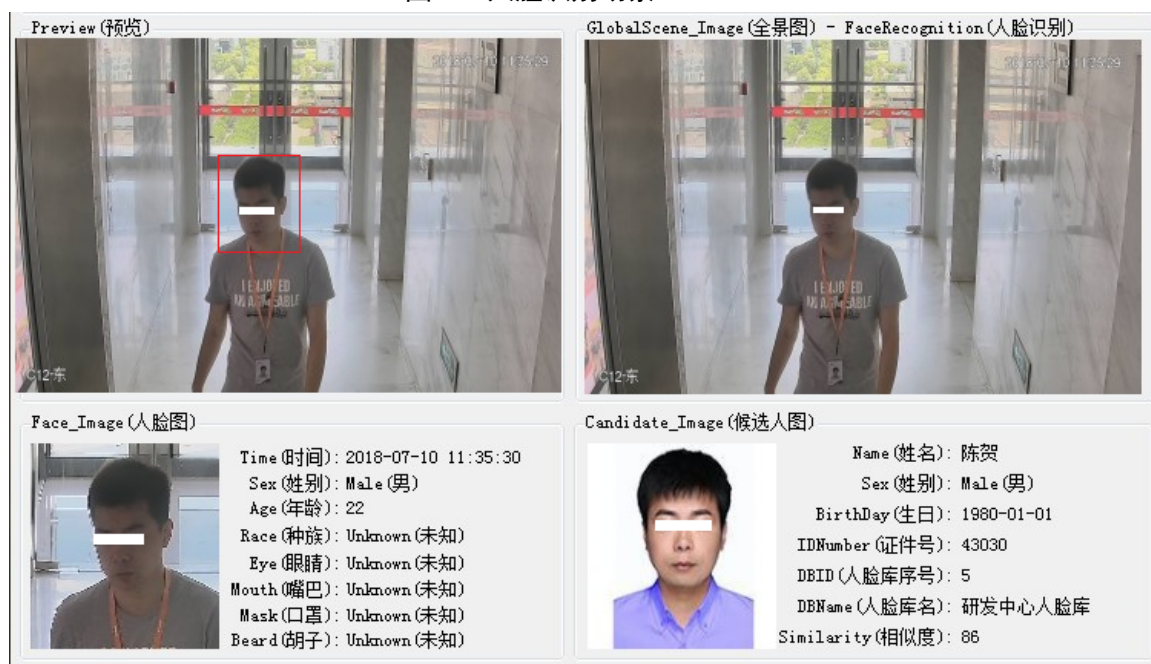 Preview(预览)
GlobalScene_Image(全景图) - FaceRecognition(人脸识别)
C12-东
C12-东
Face_Image(人脸图)
Time(时间): 2018-07-10 11:35:30
Sex(性别): Male(男)
Age(年龄): 22
Race(种族): Unknown(未知)
Eye(眼睛): Unknown(未知)
Mouth(嘴巴): Unknown(未知)
Mask(口罩): Unknown(未知)
Beard(胡子): Unknown(未知)
Candidate_Image(候选人图)
Name(姓名): 陈贺
Sex(性别): Male(男)
BirthDay(生日): 1980-01-01
IDNumber(证件号): 43030
DBID(人脸库序号): 5
DBName(人脸库名): 研发中心人脸库
Similarity(相似度): 86